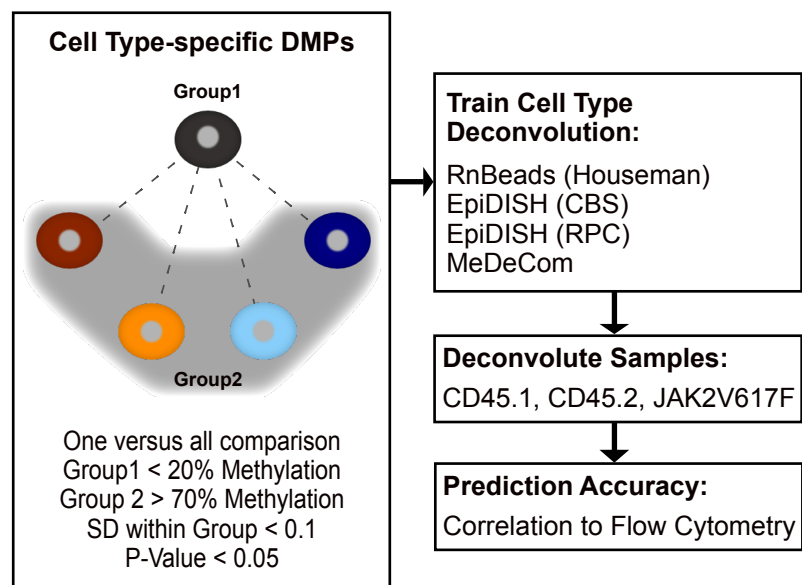 Cell Type-specific DMPs
Group1
Group2
One versus all comparison
Group1 < 20% Methylation
Group 2 > 70% Methylation
SD within Group < 0.1
P-Value < 0.05
Train Cell Type
Deconvolution:
RnBeads (Houseman)
EpiDISH (CBS)
EpiDISH (RPC)
MeDeCom
Deconvolute Samples:
CD45.1, CD45.2, JAK2V617F
Prediction Accuracy:
Correlation to Flow Cytometry